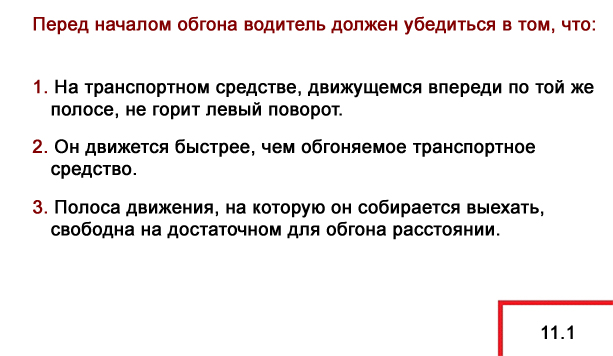 Перед началом обгона водитель должен убедиться в том, что:
1. На транспортном средстве, движущемся впереди по той же
полосе, не горит левый поворот.
2. Он движется быстрее, чем обгоняемое транспортное
средство.
3. Полоса движения, на которую он собирается выехать,
свободна на достаточном для обгона расстоянии.
11.1